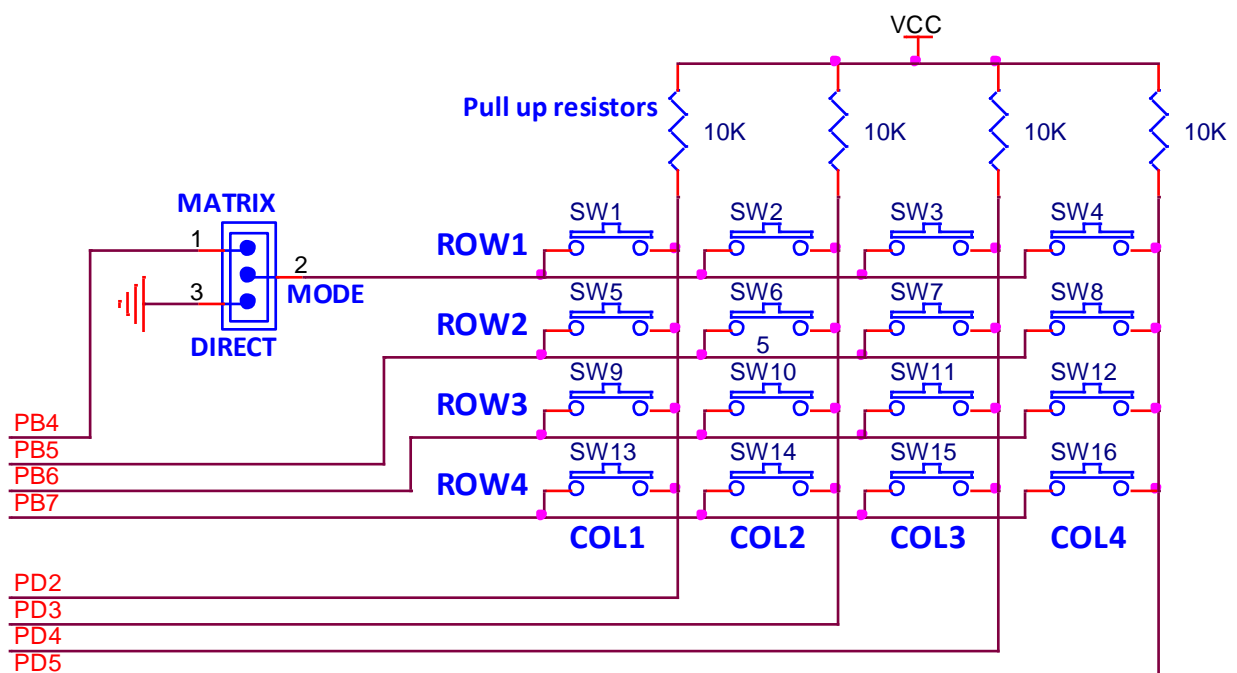 VCC
Pull up resistors
10K 10K 10K 10K
MATRIX
SW1 SW2 SW3 SW4
1
ROW1
2
MODE
3
SW5 SW6 SW7 SW8
ROW2
DIRECT
5
SW9 SW10 SW11 SW12
ROW3
PB4
PB5
SW13 SW14 SW15 SW16
PB6
ROW4
PB7
COL1 COL2 COL3 COL4
PD2
PD3
PD4
PD5